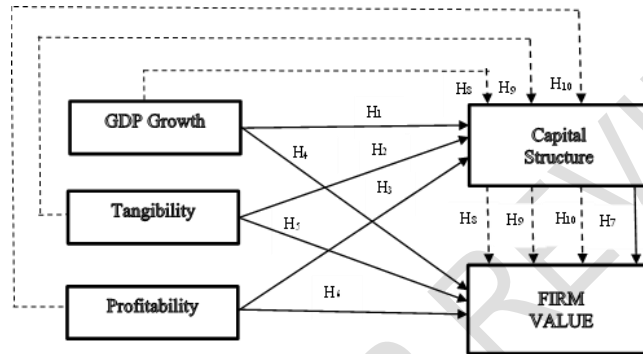 H8 H9 H10
GDP Growth
H1
Capital
Structure
H4
H2
H3
Tangibility
H5
H8 H9 H10 H7
Profitability
H6
FIRM
VALUE